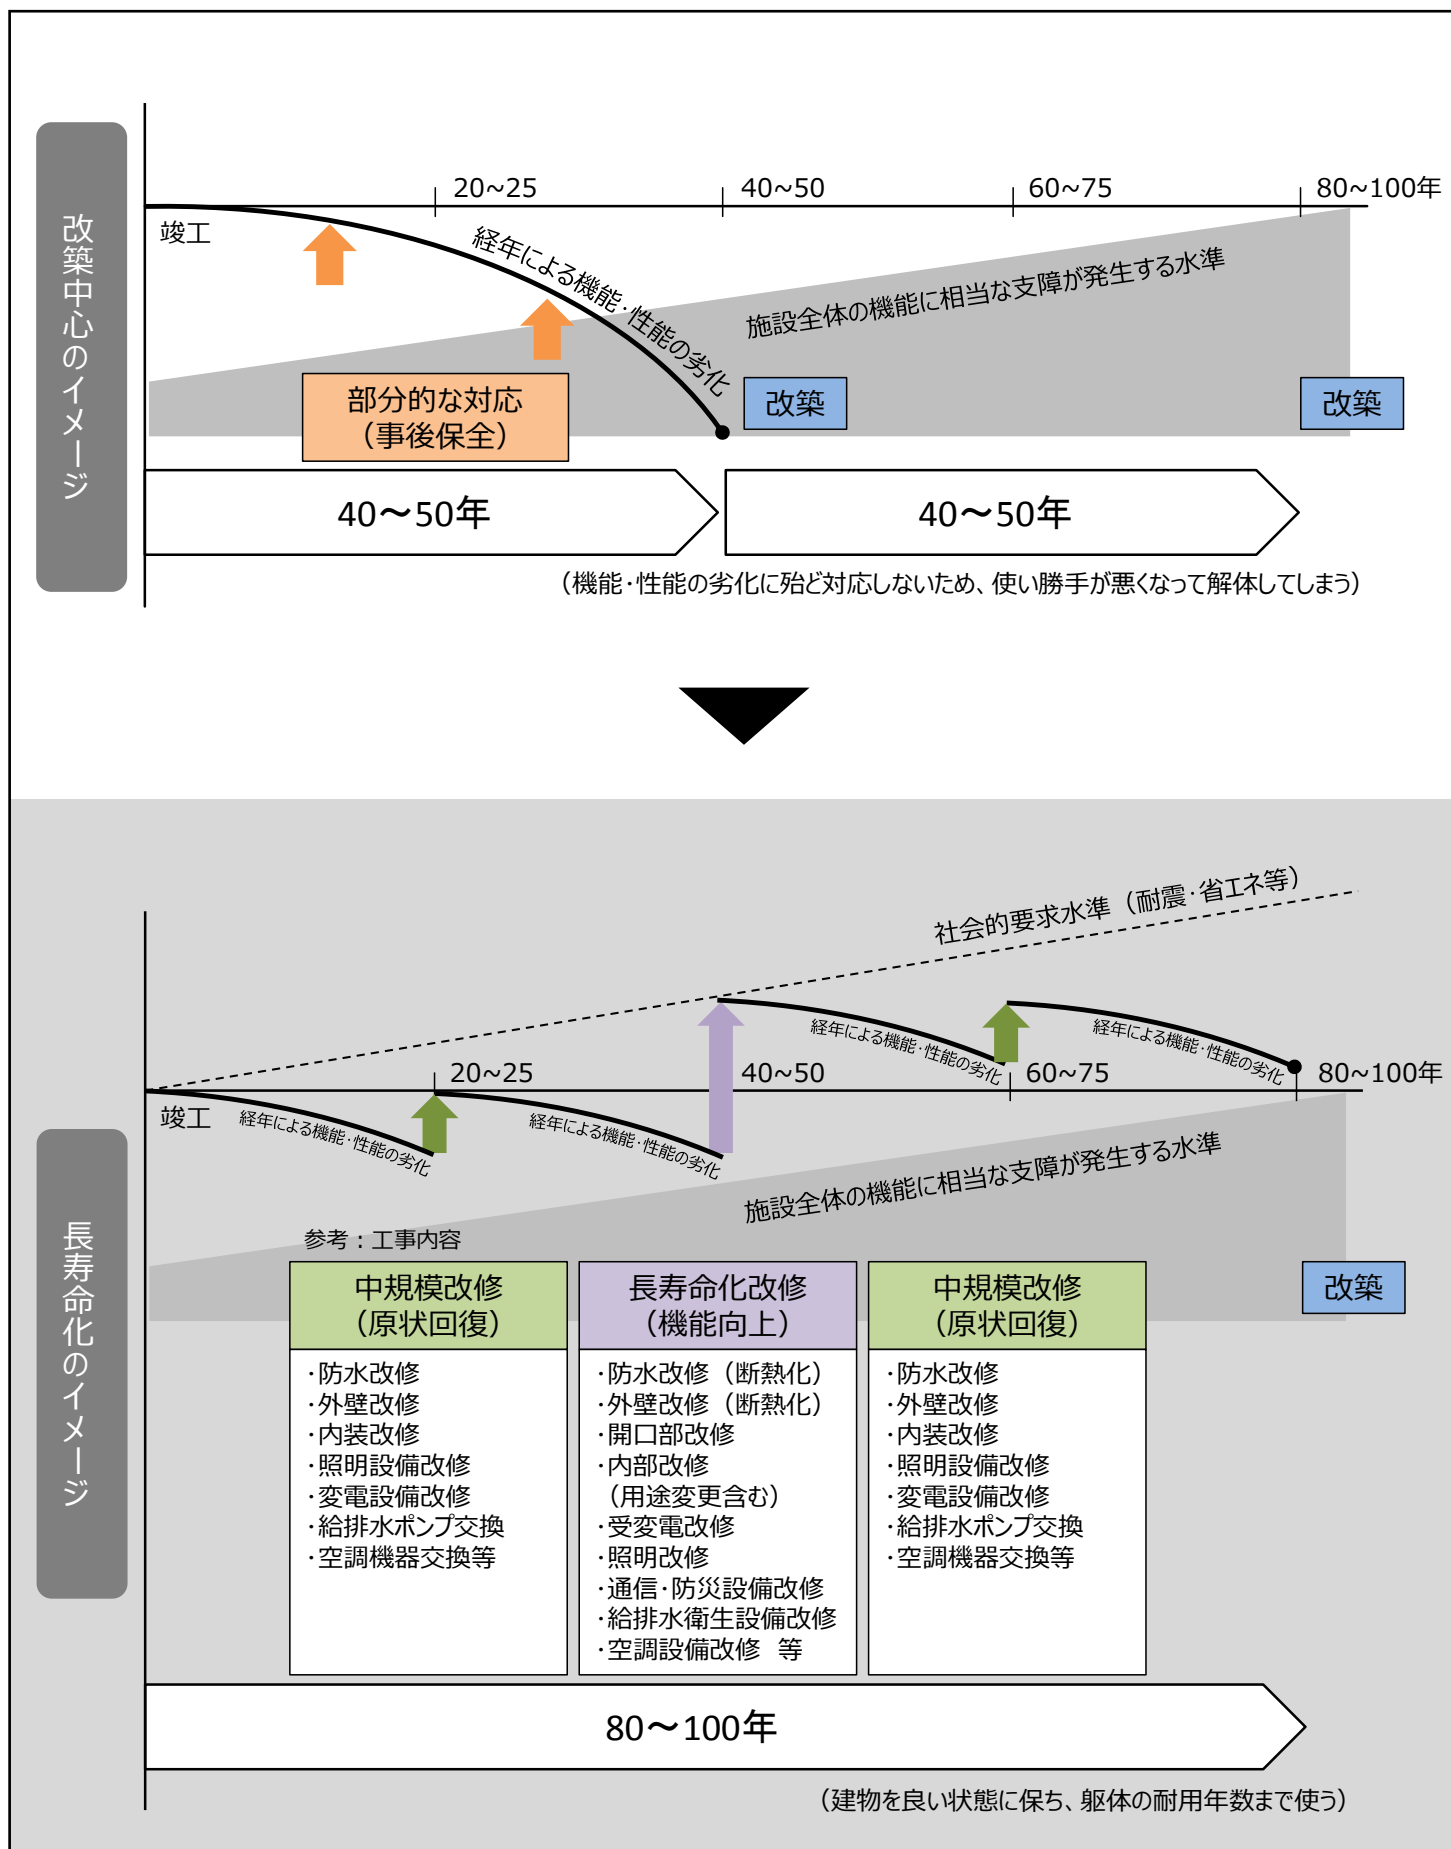 改築中心のイメージ
20~25
40~50
60~75
80~100年
竣工
経年による機能・性能の劣化
施設全体の機能に相当な支障が発生する水準
部分的な対応
（事後保全）
改築
改築
40～50年
40～50年
（機能・性能の劣化に殆ど対応しないため、使い勝手が悪くなって解体してしまう）
長寿命化のイメージ
社会的要求水準（耐震・省エネ等）
20~25
40~50
60~75
80~100年
竣工
経年による機能・性能の劣化
経年による機能・性能の劣化
経年による機能・性能の劣化
経年による機能・性能の劣化
施設全体の機能に相当な支障が発生する水準
参考：工事内容
中規模改修
（原状回復）
・防水改修
・外壁改修
・内装改修
・照明設備改修
・変電設備改修
・給排水ポンプ交換
・空調機器交換等
長寿命化改修
（機能向上）
・防水改修（断熱化）
・外壁改修（断熱化）
・開口部改修
・内部改修
（用途変更含む）
・受変電改修
・照明改修
・通信・防災設備改修
・給排水衛生設備改修
・空調設備改修　等
中規模改修
（原状回復）
・防水改修
・外壁改修
・内装改修
・照明設備改修
・変電設備改修
・給排水ポンプ交換
・空調機器交換等
改築
80～100年
（建物を良い状態に保ち、躯体の耐用年数まで使う）